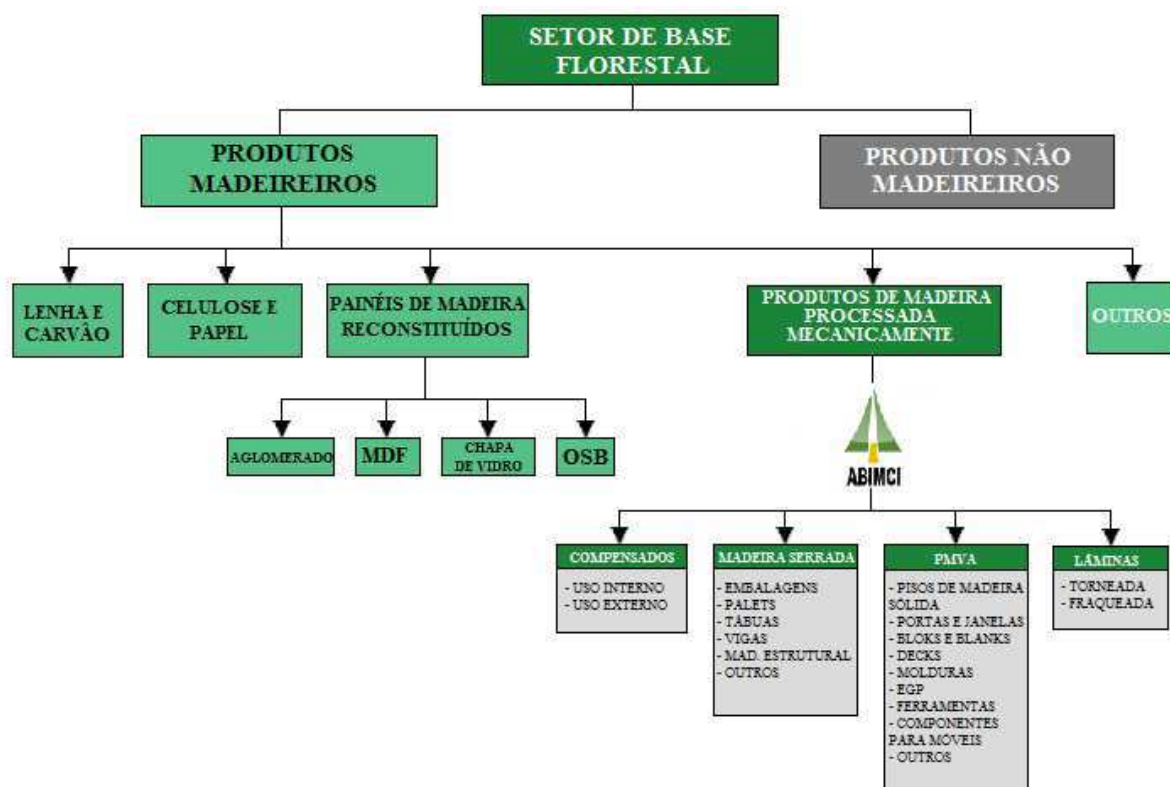 SETOR DE BASE
FLORESTAL
PRODUTOS
MADEIREIROS
PRODUTOS NÃO
MADEIREIROS
LENHA E
CARVÂO
CELULOSE E
PAPEL
PAINÉIS DE MADEIRA
RECONSTITUÍDOS
PRODUTOS DE MADEIRA
PROCESSADA
MECANICAMENTE
OUTROS
AGLOMERADO
MDF
CHAPA
DE VIDRO
OSB
ABIMCI
COMPENSADOS
- USO INTERNO
- USO EXTERNO
MADEIRA SERRADA
- EMBALAGENS
- PALETS
- TÁBUAS
- VIGAS
- MAD. ESTRUTURAL
- OUTROS
PMVA
- PISOS DE MADEIRA
SÓLIDA
- PORTAS E JANELAS
- BLOKS E BLANKS
- DECKS
- MOLDURAS
- EGP
- FERRAMENTAS
- COMPONENTES
PARA MÓVEIS
- OUTROS
LÂMINAS
- TORNEADA
- FRAQUEADA